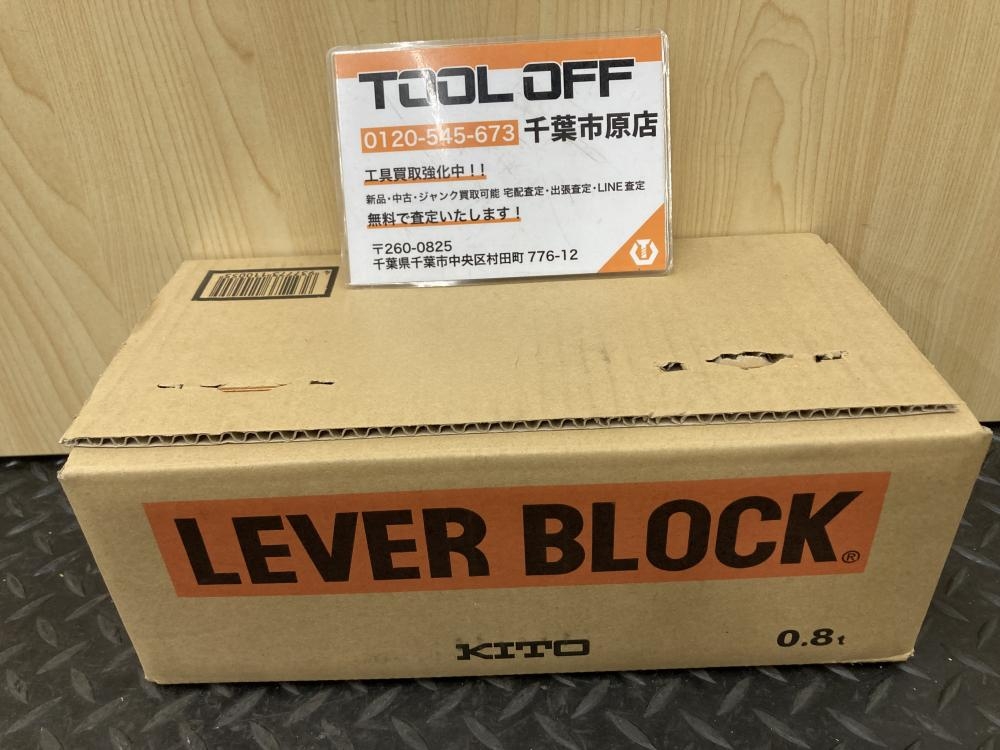 TOOL OFF
0120-545-673 千葉市原店
工具買取強化中！！
新品・中古・ジャンク買取可能 宅配査定・出張査定・LINE査定
無料で査定いたします！
〒260-0825
千葉県千葉市中央区村田町 776-12
LEVER BLOCK®
KITO
0.8t